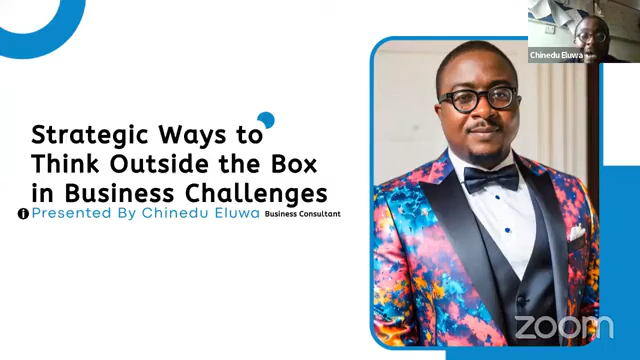 Chinedu Eluwa
Strategic Ways to
Think Outside the Box
in Business Challenges
Presented By Chinedu Eluwa Business Consultant
zoom